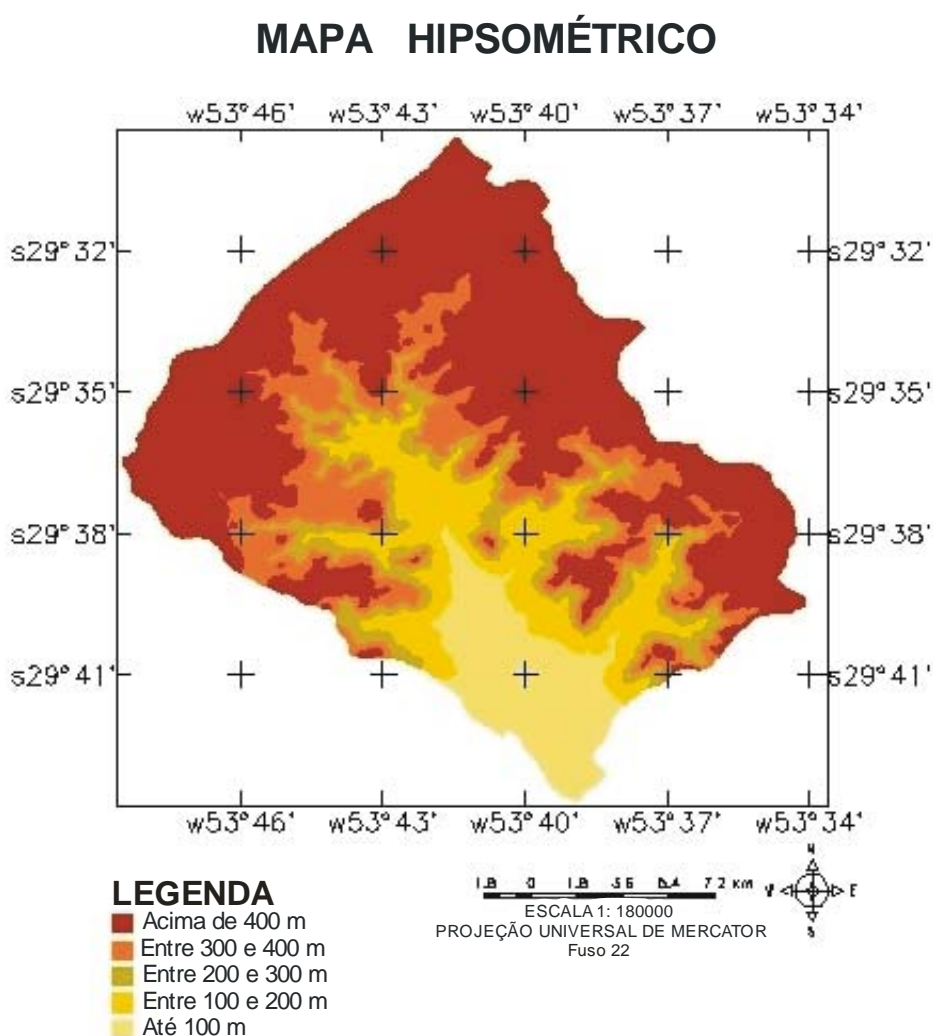 MAPA HIPSOMÉTRICO
w53°46' w53°43' w53°40' w53°37' w53°34'
s29°32' s29°32'
s29°35' s29°35'
s29°38' s29°38'
s29°41' s29°41'
w53°46' w53°43' w53°40' w53°37' w53°34'
LEGENDA
Acima de 400 m
Entre 300 e 400 m
Entre 200 e 300 m
Entre 100 e 200 m
Até 100 m
1.8 0 1.8 3.6 5.4 7.2 KM
ESCALA 1: 180000
PROJEÇÃO UNIVERSAL DE MERCATOR
Fuso 22
N
E
S